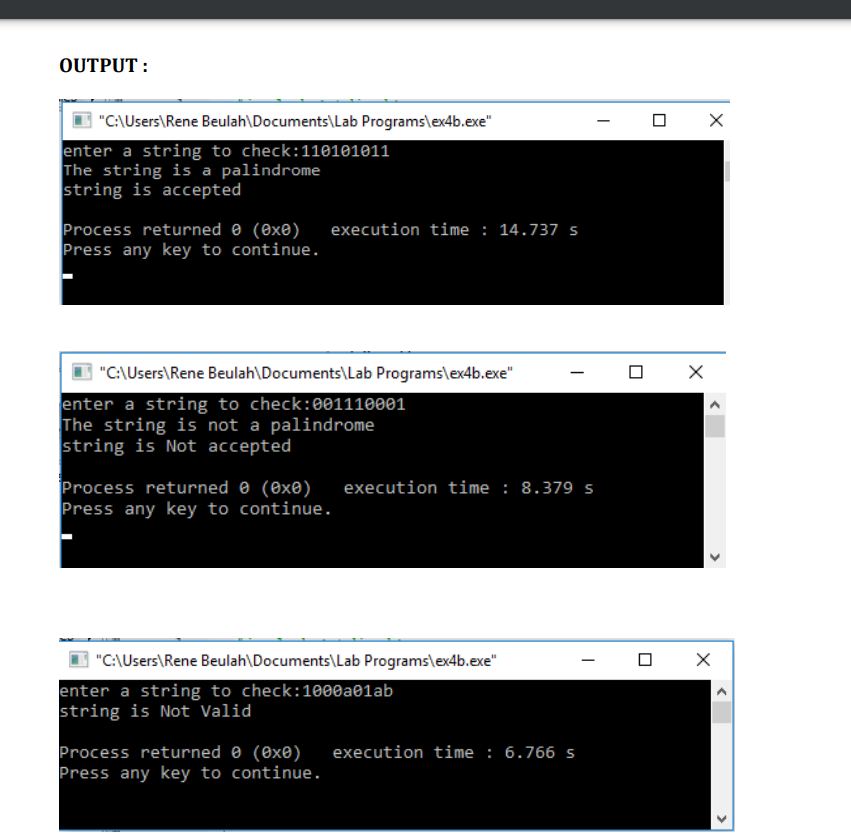 OUTPUT :
"C:\Users\Rene Beulah\Documents\Lab Programs\ex4b.exe"
enter a string to check:110101011
The string is a palindrome
string is accepted
Process returned 0 (0x0)   execution time : 14.737 s
Press any key to continue.
"C:\Users\Rene Beulah\Documents\Lab Programs\ex4b.exe"
enter a string to check:001110001
The string is not a palindrome
string is Not accepted
Process returned 0 (0x0)   execution time : 8.379 s
Press any key to continue.
"C:\Users\Rene Beulah\Documents\Lab Programs\ex4b.exe"
enter a string to check:1000a01ab
string is Not Valid
Process returned 0 (0x0)   execution time : 6.766 s
Press any key to continue.